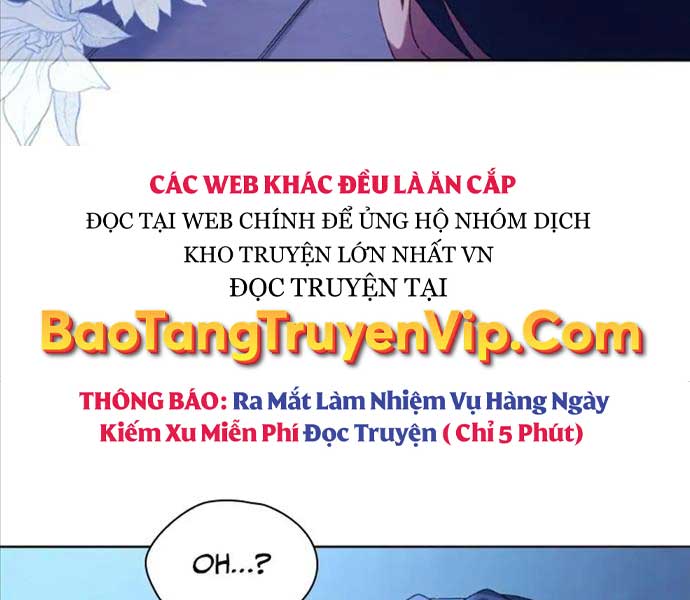 CÁC WEB KHÁC ĐỀU LÀ ĂN CẮP
ĐỌC TẠI WEB CHÍNH ĐỂ ỦNG HỘ NHÓM DỊCH
KHO TRUYỆN LỚN NHẤT VN
ĐỌC TRUYỆN TẠI
BaoTangTruyenVip.Com
THÔNG BÁO: Ra Mắt Làm Nhiệm Vụ Hàng Ngày
Kiếm Xu Miễn Phí Đọc Truyện ( Chỉ 5 Phút)
OH...?